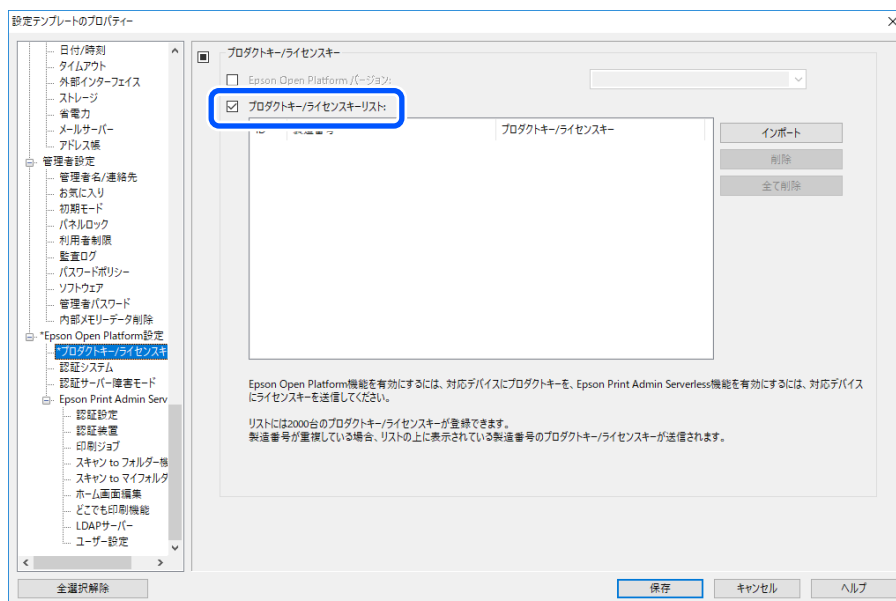 設定テンプレートのプロパティー
日付/時刻
タイムアウト
外部インターフェイス
ストレージ
省電力
メールサーバー
アドレス帳
管理者設定
管理者名/連絡先
お気に入り
初期モード
パネルロック
利用者制限
監査ログ
パスワードポリシー
ソフトウェア
管理者パスワード
内部メモリーデータ削除
*Epson Open Platform設定
*プロダクトキー/ライセンスキ
認証システム
認証サーバー障害モード
Epson Print Admin Serv
認証設定
認証装置
印刷ジョブ
スキャン to フォルダー機
スキャン to マイフォルダ
ホーム画面編集
どこでも印刷機能
LDAPサーバー
ユーザー設定
全選択解除
プロダクトキー/ライセンスキー
Epson Open Platform バージョン:
プロダクトキー/ライセンスキーリスト:
ID 製造番号 プロダクトキー/ライセンスキー
インポート
削除
全て削除
Epson Open Platform機能を有効にするには、対応デバイスにプロダクトキーを、Epson Print Admin Serverless機能を有効にするには、対応デバイス
にライセンスキーを送信してください。
リストには2000台のプロダクトキー/ライセンスキーが登録できます。
製造番号が重複している場合、リストの上に表示されている製造番号のプロダクトキー/ライセンスキーが送信されます。
保存
キャンセル
ヘルプ